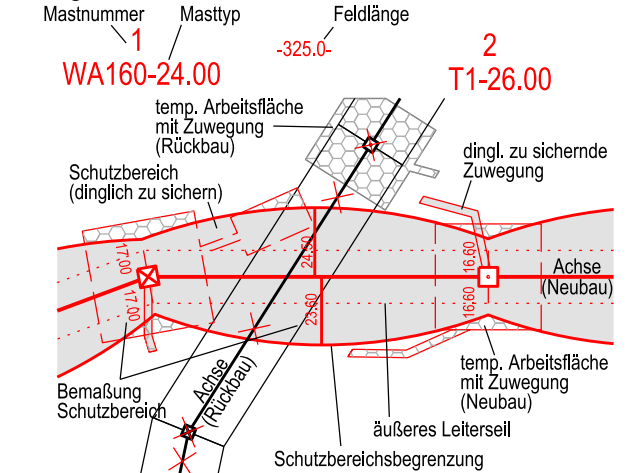 Mastnummer
Masttyp
Feldlänge
1
WA160-24.00
-325.0-
2
T1-26.00
temp. Arbeitsfläche
mit Zuwegung
(Rückbau)
dingl. zu sichernde
Zuwegung
Schutzbereich
(dinglich zu sichern)
17.00
17.00
24.50
23.60
16.60
16.60
Achse
(Neubau)
Achse
(Rückbau)
Bemaßung
Schutzbereich
temp. Arbeitsfläche
mit Zuwegung
(Neubau)
äußeres Leiterseil
Schutzbereichsbegrenzung